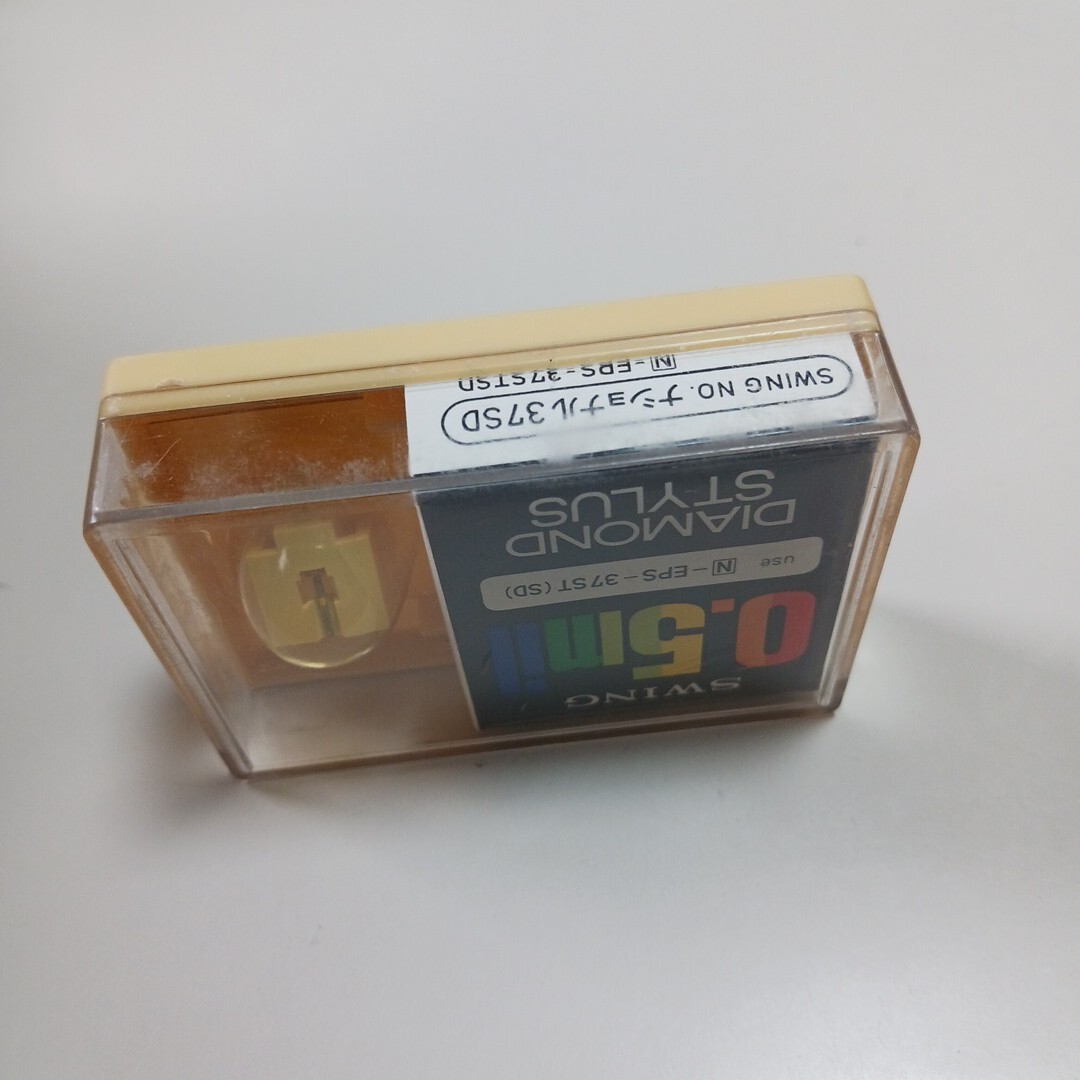 SWING
0.5mil
use N-EPS-37ST(SD)
DIAMOND
STYLUS
SWING NO. ナショナル37SD
N-EPS-37STSD